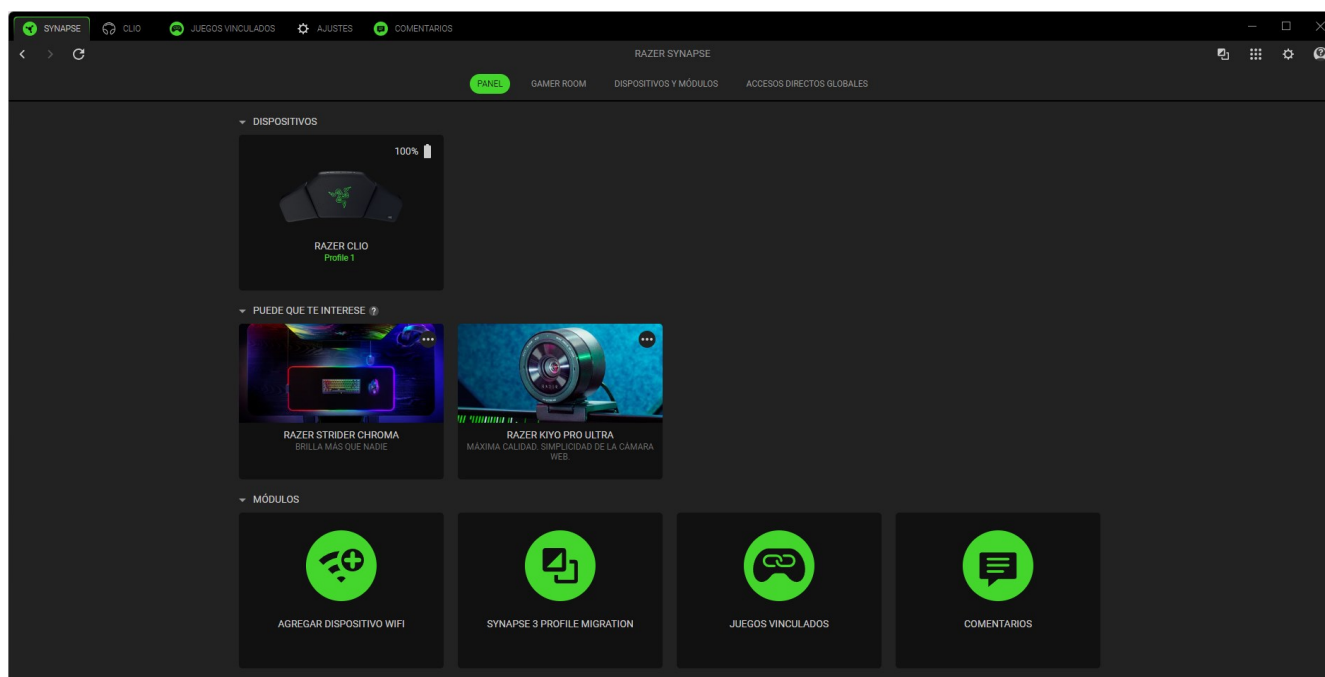 SYNAPSE CLIO JUEGOS VINCULADOS AJUSTES COMENTARIOS
RAZER SYNAPSE
PANEL GAMER ROOM DISPOSITIVOS Y MÓDULOS ACCESOS DIRECTOS GLOBALES
DISPOSITIVOS
100%
RAZER CLIO
Profile 1
PUEDE QUE TE INTERESE ?
RAZER STRIDER CHROMA
BRILLA MÁS QUE NADIE
RAZER KIYO PRO ULTRA
MÁXIMA CALIDAD. SIMPLICIDAD DE LA CÁMARA
WEB.
MÓDULOS
AGREGAR DISPOSITIVO WIFI
SYNAPSE 3 PROFILE MIGRATION
JUEGOS VINCULADOS
COMENTARIOS